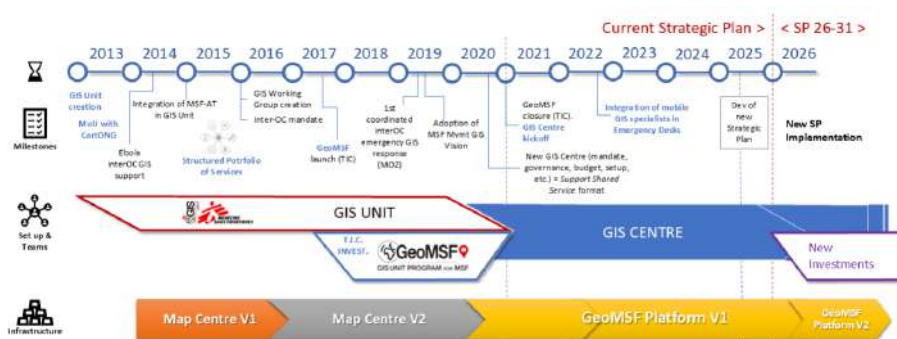 Current Strategic Plan >
< SP 26-31 >
2013
2014
2015
2016
2017
2018
2019
2020
2021
2022
2023
2024
2025
2026
Milestones
GIS Unit
creation
MoU with
CartONG
Ebola
interOC GIS
support
Integration of MSF-AT
in GIS Unit
Structured Potrfolio
of Services
GIS Working
Group creation
Inter-OC mandate
GeoMSF
launch (TIC)
1st
coordinated
interOC
emergency GIS
response
(MOZ)
Adoption of
MSF Mvmt GIS
Vision
GeoMSF
closure (TIC).
GIS Centre
kickoff
New GIS Centre (mandate,
governance, budget, setup,
etc.) = Support Shared
Service format
Integration of mobile
GIS specialists in
Emergency Desks
Dev of
new
Strategic
Plan
New SP
Implementation
Set up &
Teams
GIS
GIS UNIT
T.I.C.
INVEST.
GeoMSF
GIS UNIT PROGRAM FOR MSF
GIS CENTRE
New
Investments
Infrastructure
Map Centre V1
Map Centre V2
GeoMSF Platform V1
GeoMSF
Platform V2